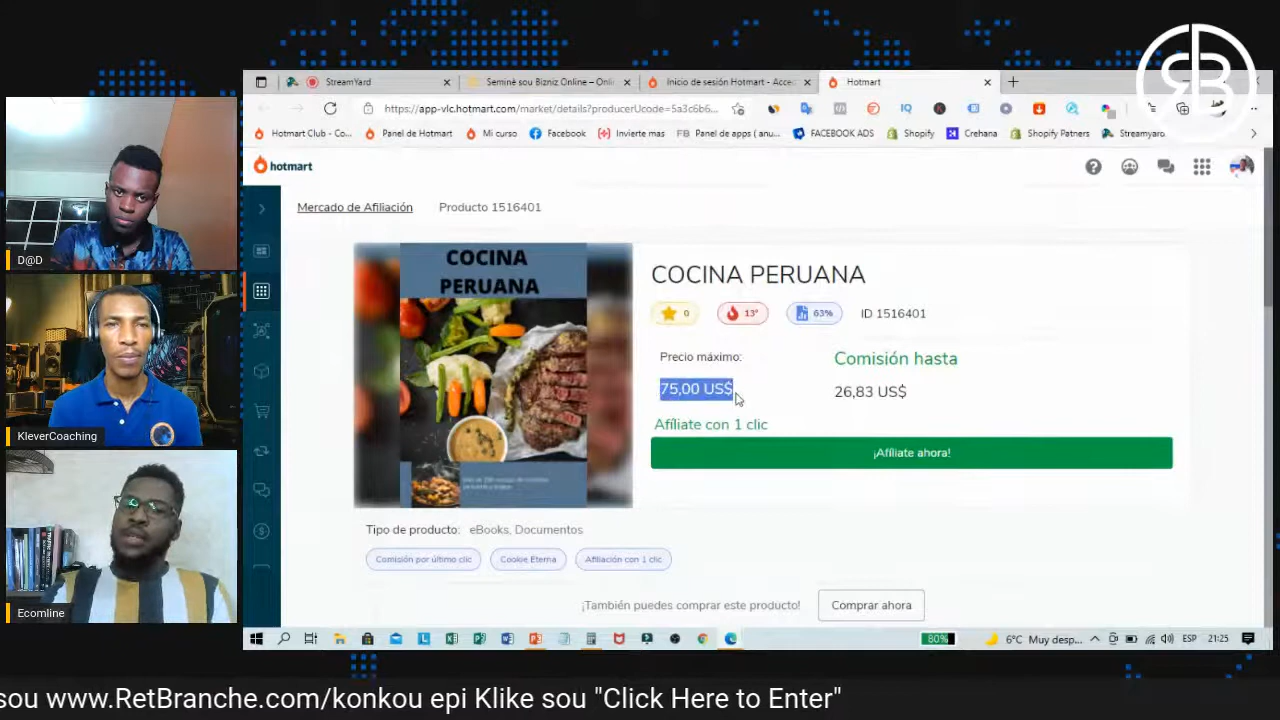 StreamYard
Seminè sou Bizniz Online – Onli
Inicio de sesión Hotmart - Acce
Hotmart
https://app-vlc.hotmart.com/market/details?producerUcode=5a3c6b6...
Hotmart Club - Co...
Panel de Hotmart
Mi curso
Facebook
Invierte mas
Panel de apps ( anu...
FACEBOOK ADS
Shopify
Crehana
Shopify Patners
Streamyard
hotmart
Mercado de Afiliación
Producto 1516401
COCINA
PERUANA
COCINA PERUANA
0
13°
63%
ID 1516401
Precio máximo:
Comisión hasta
75,00 US$
26,83 US$
Afíliate con 1 clic
¡Afíliate ahora!
Tipo de producto: eBooks, Documentos
Comisión por último clic
Cookie Eterna
Afiliación con 1 clic
¡También puedes comprar este producto!
Comprar ahora
80%
6°C Muy desp...
ESP
21:25
D@D
KleverCoaching
Ecomline
sou www.RetBranche.com/konkou epi Klike sou "Click Here to Enter"